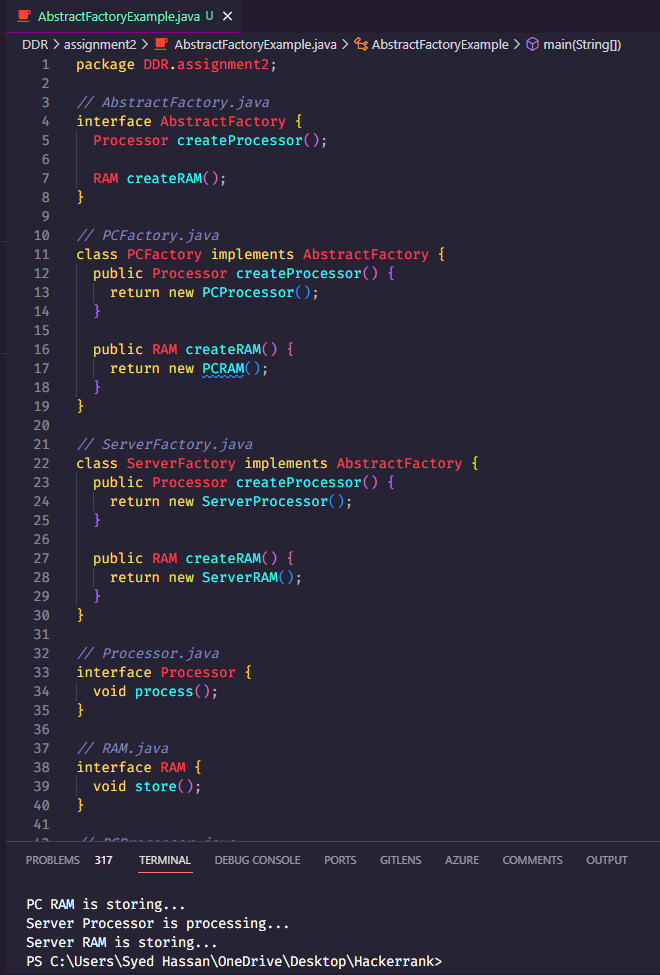 AbstractFactoryExample.java U ×
DDR > assignment2 > AbstractFactoryExample.java > AbstractFactoryExample > main(String[])
1 package DDR.assignment2;
2
3 // AbstractFactory.java
4 interface AbstractFactory {
5 Processor createProcessor();
6
7 RAM createRAM();
8 }
9
10 // PCFactory.java
11 class PCFactory implements AbstractFactory {
12 public Processor createProcessor() {
13 return new PCProcessor();
14 }
15
16 public RAM createRAM() {
17 return new PCRAM();
18 }
19 }
20
21 // ServerFactory.java
22 class ServerFactory implements AbstractFactory {
23 public Processor createProcessor() {
24 return new ServerProcessor();
25 }
26
27 public RAM createRAM() {
28 return new ServerRAM();
29 }
30 }
31
32 // Processor.java
33 interface Processor {
34 void process();
35 }
36
37 // RAM.java
38 interface RAM {
39 void store();
40 }
41
PROBLEMS 317 TERMINAL DEBUG CONSOLE PORTS GITLENS AZURE COMMENTS OUTPUT
PC RAM is storing...
Server Processor is processing...
Server RAM is storing...
PS C:\Users\Syed Hassan\OneDrive\Desktop\Hackerrank>